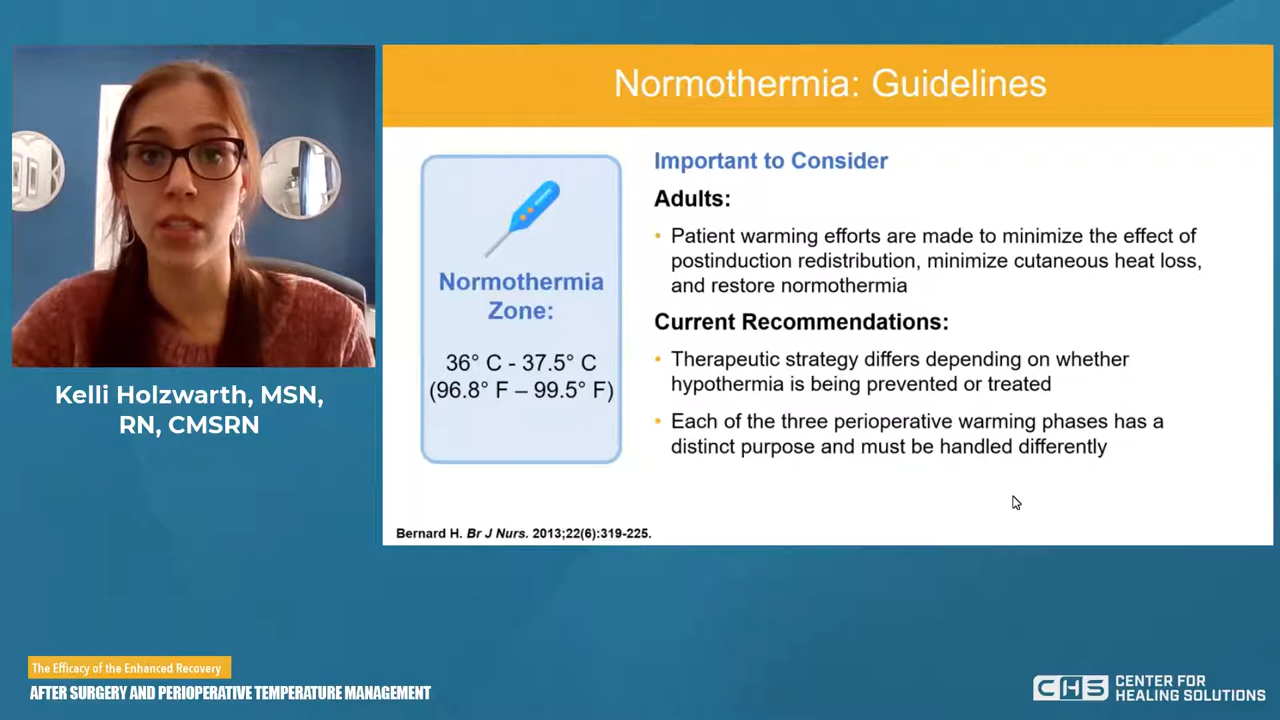 Normothermia: Guidelines
Normothermia
Zone:
36° C - 37.5° C
(96.8° F – 99.5° F)
Important to Consider
Adults:
• Patient warming efforts are made to minimize the effect of
postinduction redistribution, minimize cutaneous heat loss,
and restore normothermia
Current Recommendations:
• Therapeutic strategy differs depending on whether
hypothermia is being prevented or treated
• Each of the three perioperative warming phases has a
distinct purpose and must be handled differently
Bernard H. Br J Nurs. 2013;22(6):319-225.
Kelli Holzwarth, MSN,
RN, CMSRN
The Efficacy of the Enhanced Recovery
AFTER SURGERY AND PERIOPERATIVE TEMPERATURE MANAGEMENT
CHS
CENTER FOR
HEALING SOLUTIONS